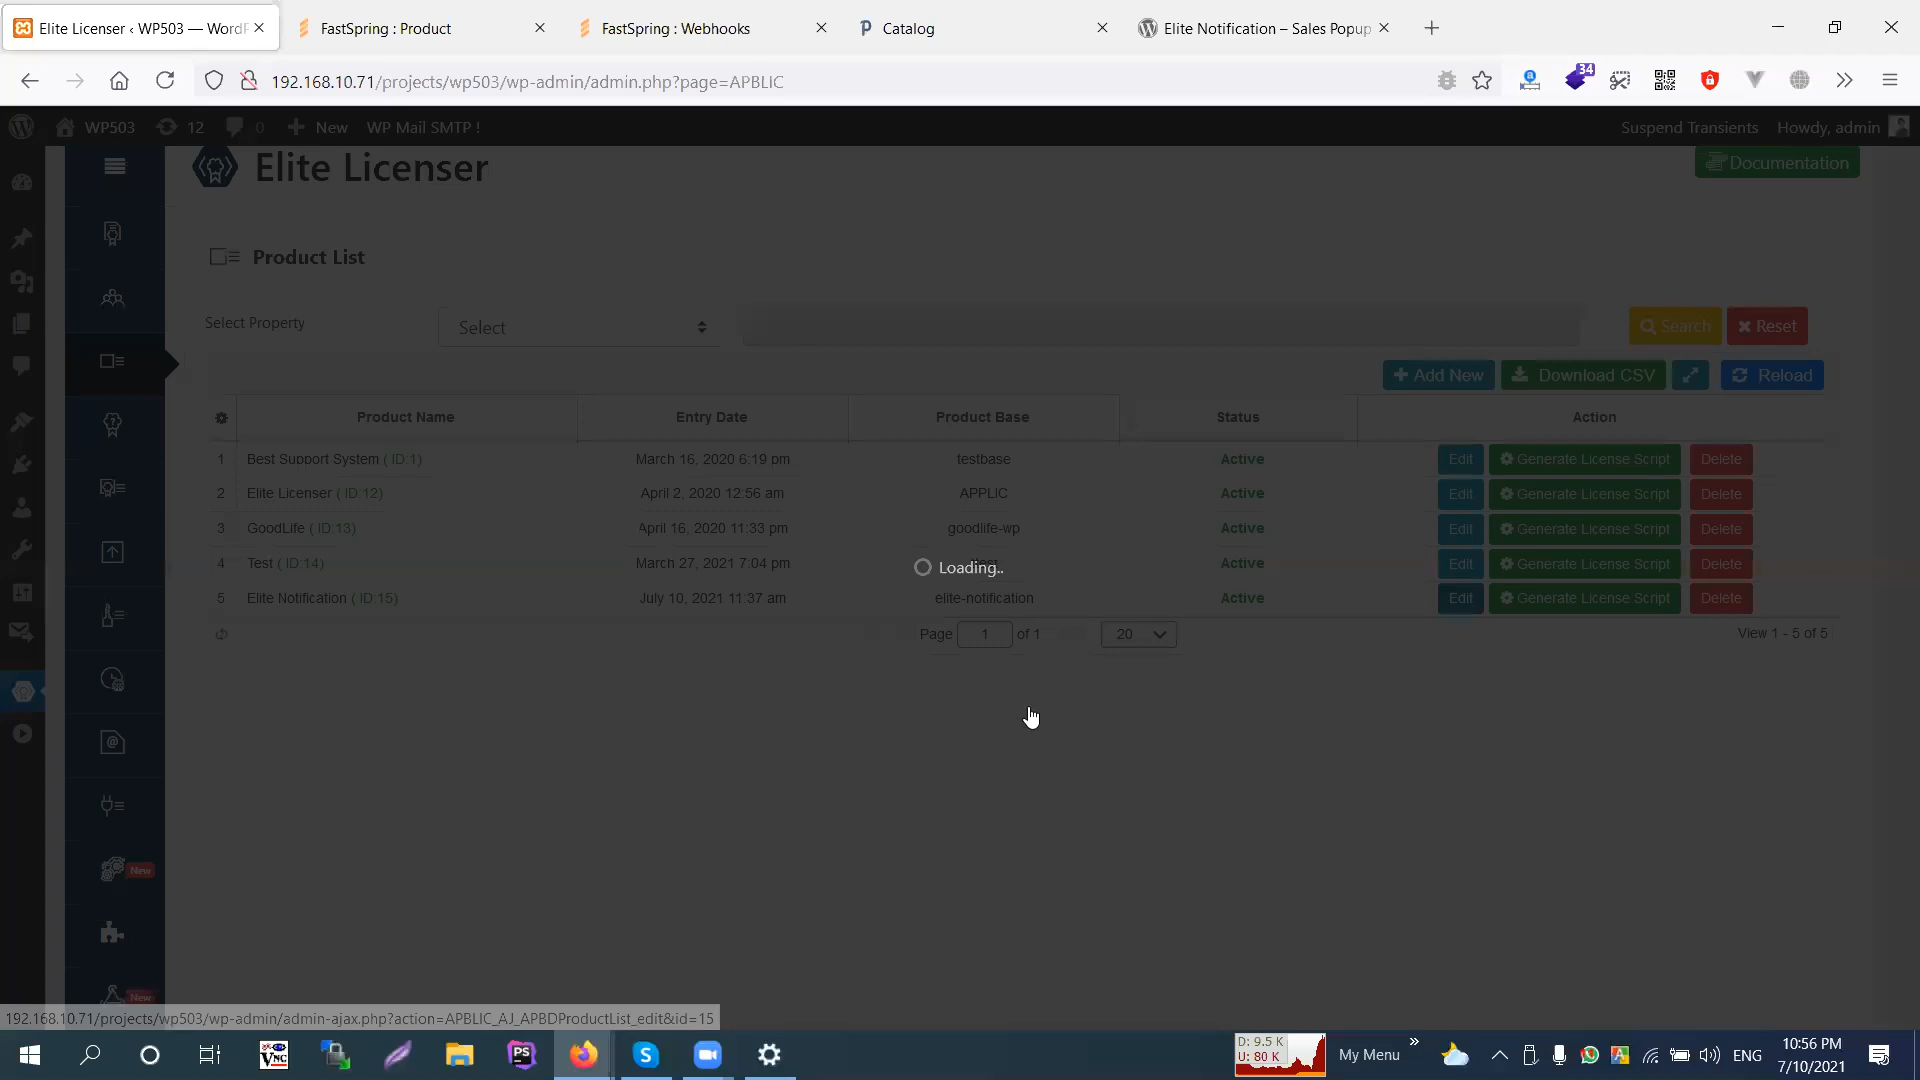 Elite Licenser ‹ WP503 — WordP
FastSpring : Product
FastSpring : Webhooks
Catalog
Elite Notification – Sales Popup
192.168.10.71/projects/wp503/wp-admin/admin.php?page=APBLIC
34
WP503
12
0
New
WP Mail SMTP !
Suspend Transients
Howdy, admin
Elite Licenser
Documentation
Product List
Select Property
Select
Search
Reset
Add New
Download CSV
Reload
Product Name
Entry Date
Product Base
Status
Action
1 Best Support System ( ID:1) March 16, 2020 6:19 pm testbase Active Edit Generate License Script Delete
2 Elite Licenser ( ID:12) April 2, 2020 12:56 am APPLIC Active Edit Generate License Script Delete
3 GoodLife ( ID:13) April 16, 2020 11:33 pm goodlife-wp Active Edit Generate License Script Delete
4 Test ( ID:14) March 27, 2021 7:04 pm Active Edit Generate License Script Delete
Loading..
5 Elite Notification ( ID:15) July 10, 2021 11:37 am elite-notification Active Edit Generate License Script Delete
Page 1 of 1 20
View 1 - 5 of 5
New
New
192.168.10.71/projects/wp503/wp-admin/admin-ajax.php?action=APBLIC_AJ_APBDProductList_edit&id=15
VNC
PS
D: 9.5 K
U: 80 K
My Menu
ENG
10:56 PM
7/10/2021